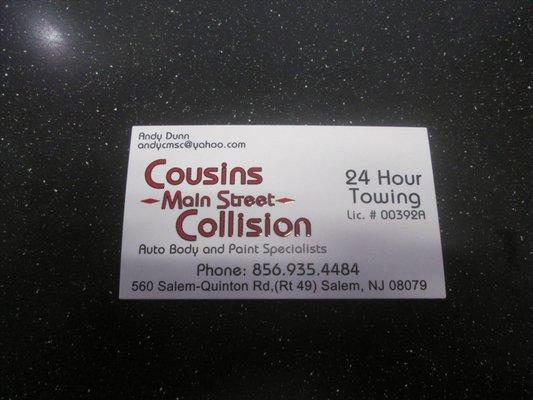 Andy Dunn
andycmsc@yahoo.com
Cousins
Main Street
Collision
Auto Body and Paint Specialists
24 Hour
Towing
Lic. # 00392A
Phone: 856.935.4484
560 Salem-Quinton Rd,(Rt 49) Salem, NJ 08079